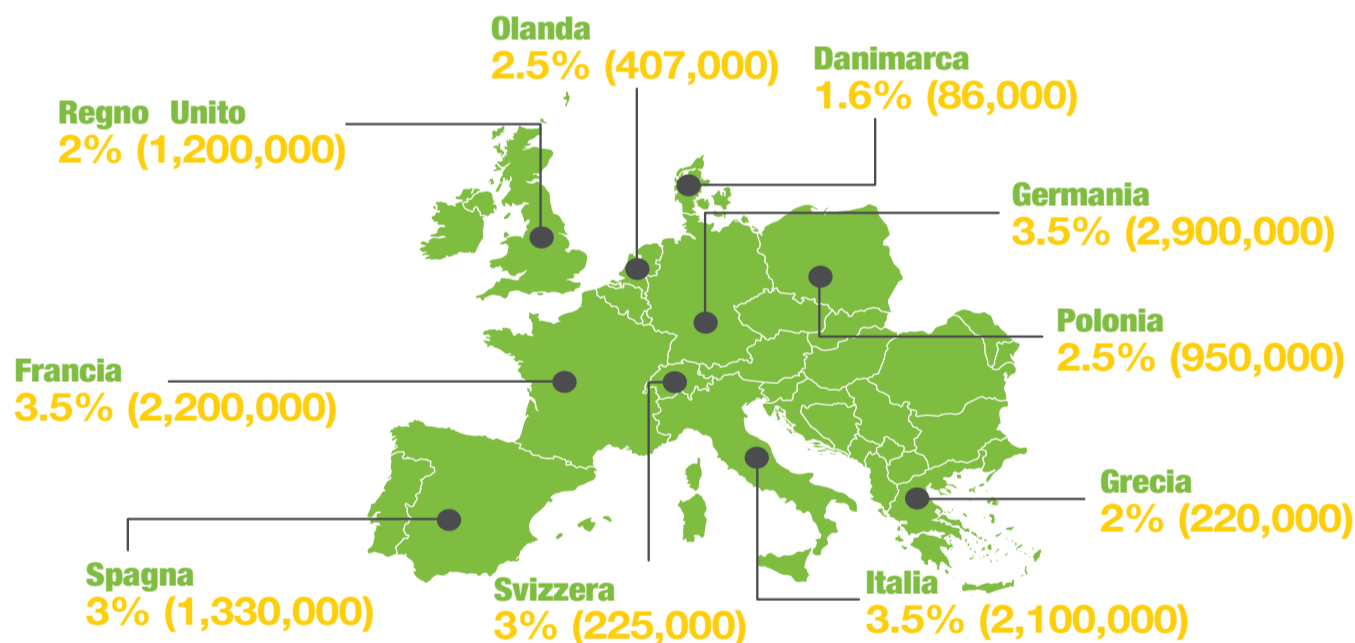 Olanda
2.5% (407,000)
Danimarca
1.6% (86,000)
Regno Unito
2% (1,200,000)
Germania
3.5% (2,900,000)
Polonia
2.5% (950,000)
Francia
3.5% (2,200,000)
Grecia
2% (220,000)
Spagna
3% (1,330,000)
Svizzera
3% (225,000)
Italia
3.5% (2,100,000)